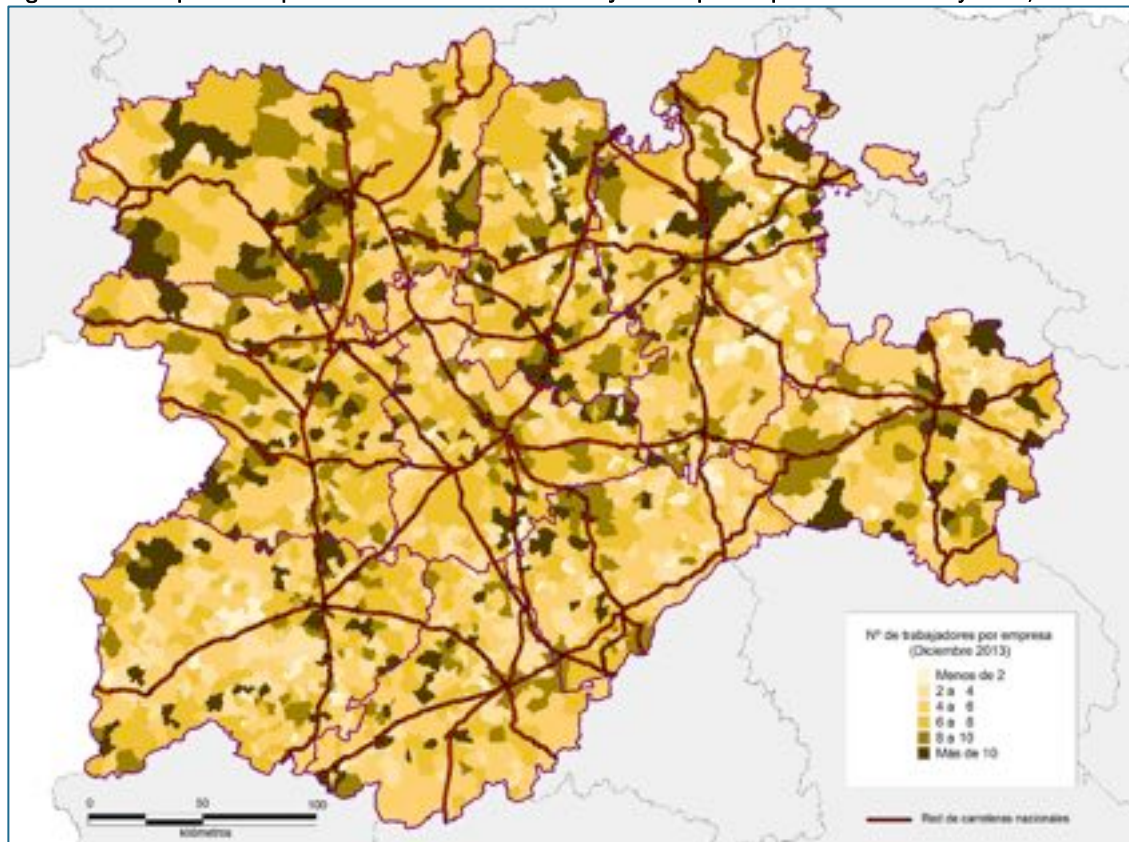 Nº de trabajadores por empresa
(Diciembre 2013)
Menos de 2
2 a 4
4 a 6
6 a 8
8 a 10
Más de 10
0 50 100
kilómetros
Red de carreteras nacionales